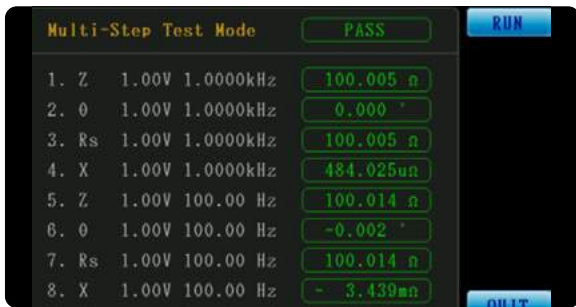 Multi-Step Test Mode PASS RUN
1. Z 1.00V 1.0000kHz 100.005 Ω
2. θ 1.00V 1.0000kHz 0.000 °
3. Rs 1.00V 1.0000kHz 100.005 Ω
4. X 1.00V 1.0000kHz 484.025uΩ
5. Z 1.00V 100.00 Hz 100.014 Ω
6. θ 1.00V 100.00 Hz -0.002 °
7. Rs 1.00V 100.00 Hz 100.014 Ω
8. X 1.00V 100.00 Hz - 3.439mΩ
QUIT